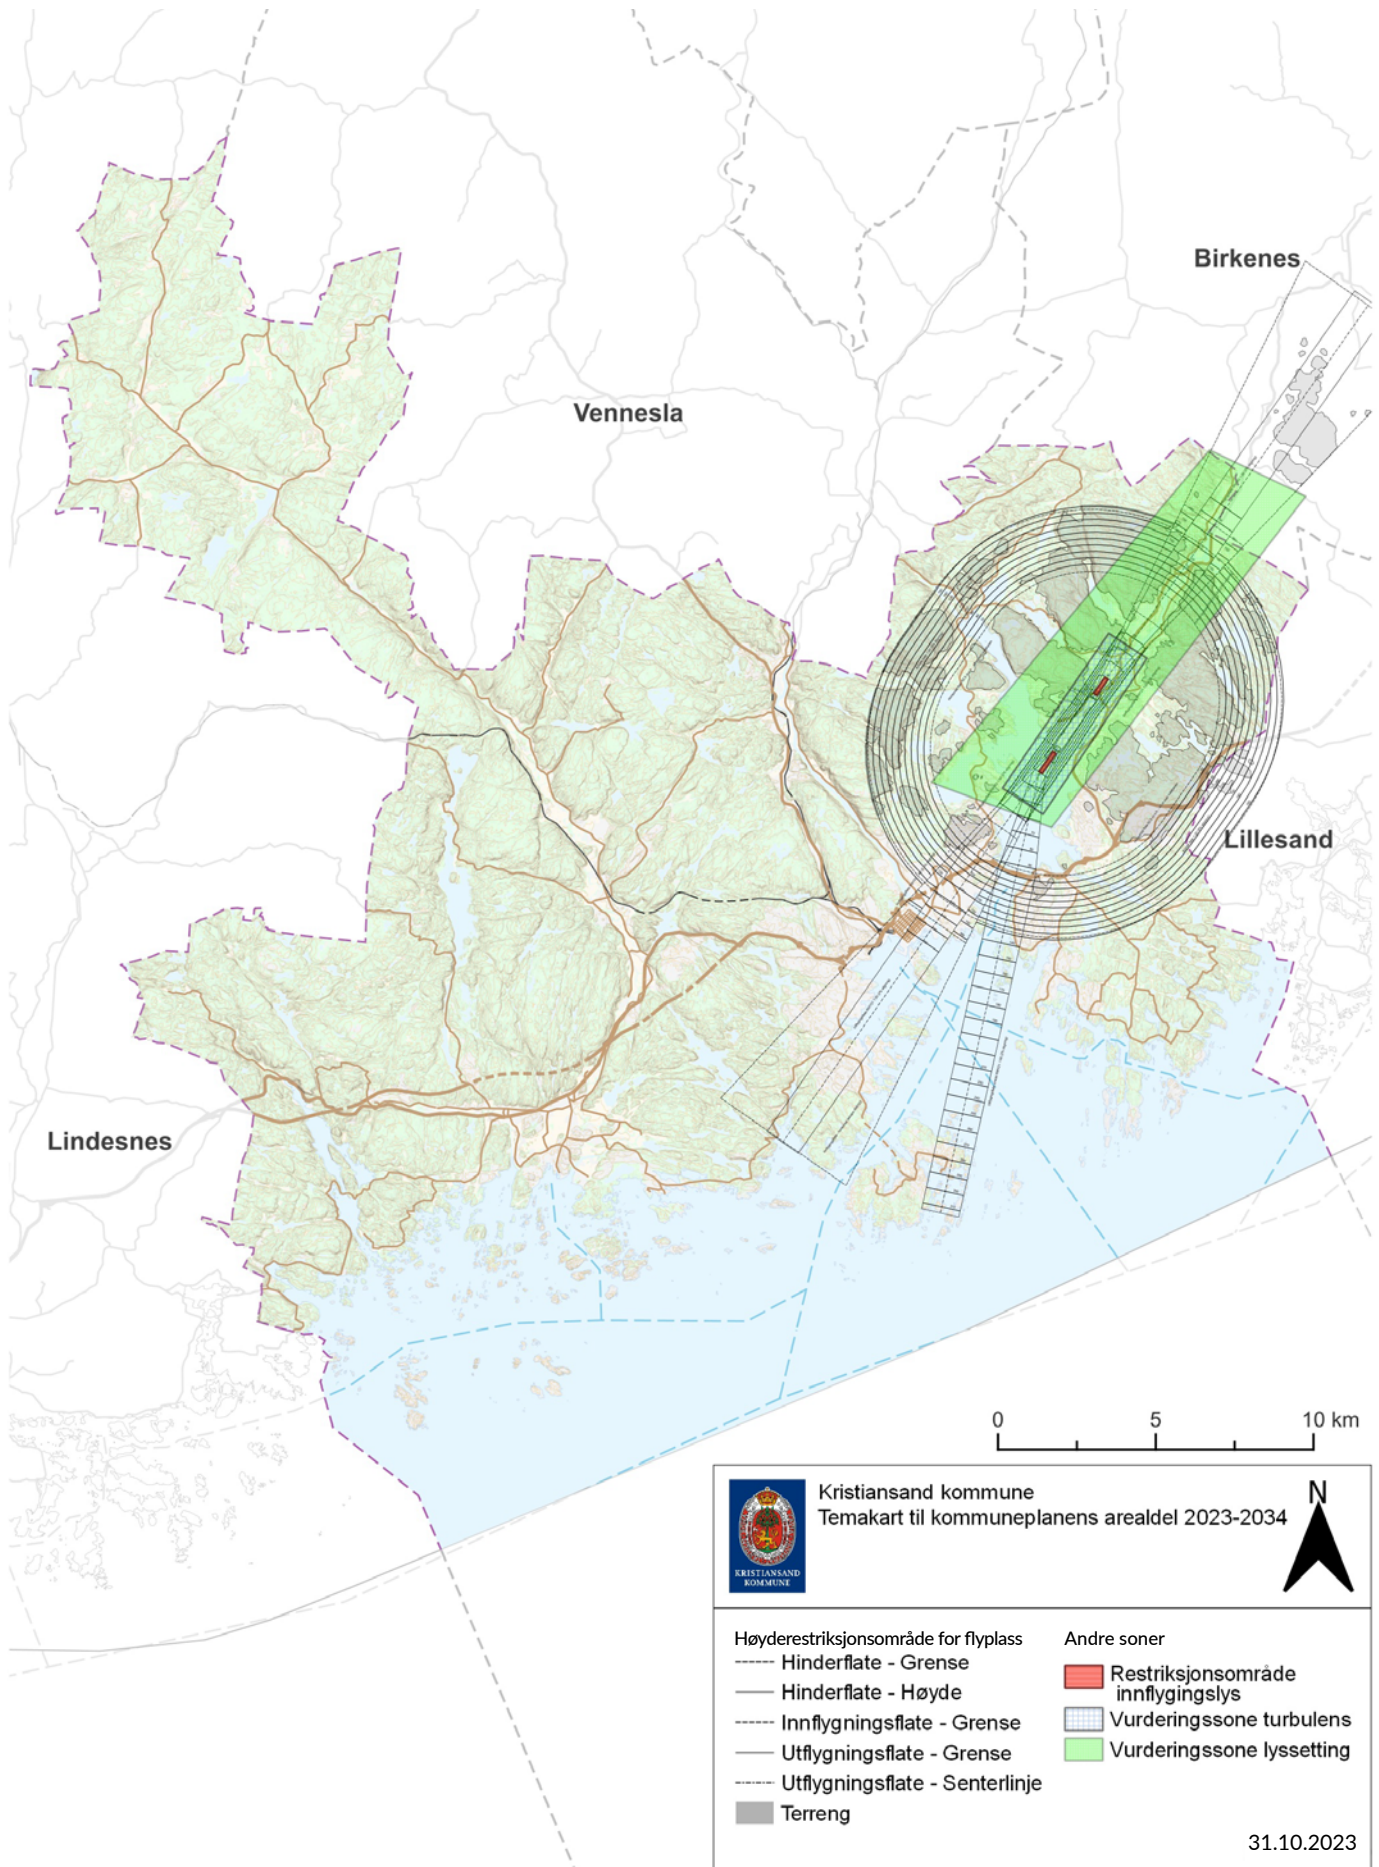 Birkenes
Vennesla
Lillesand
Lindesnes
0 5 10 km
Kristiansand kommune
Temakart til kommuneplanens arealdel 2023-2034
N
KRISTIANSAND
KOMMUNE
Høyderestriksjonsområde for flyplass
Hinderflate - Grense
Hinderflate - Høyde
Innflygningsflate - Grense
Utflygningsflate - Grense
Utflygningsflate - Senterlinje
Terreng
Andre soner
Restriksjonsområde
innflygingslys
Vurderingssone turbulens
Vurderingssone lyssetting
31.10.2023